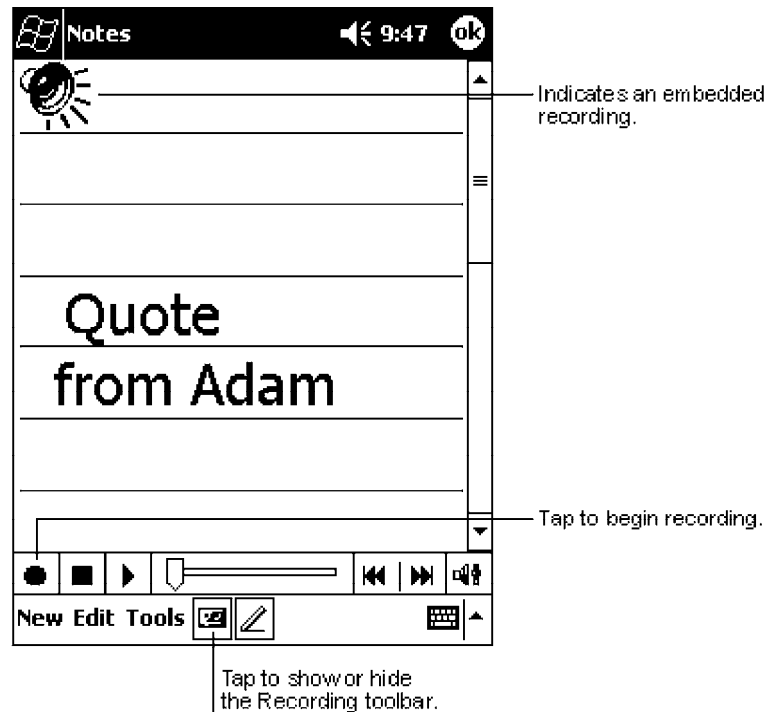 Notes 9:47 ok
Indicates an embedded
recording.
Quote
from Adam
Tap to begin recording.
New Edit Tools
Tap to show or hide
the Recording toolbar.